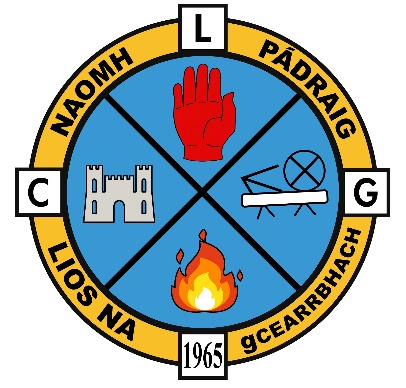 L
NAOMH PÁDRAIG
C G
LIOS NA gCEARRBHACH
1965